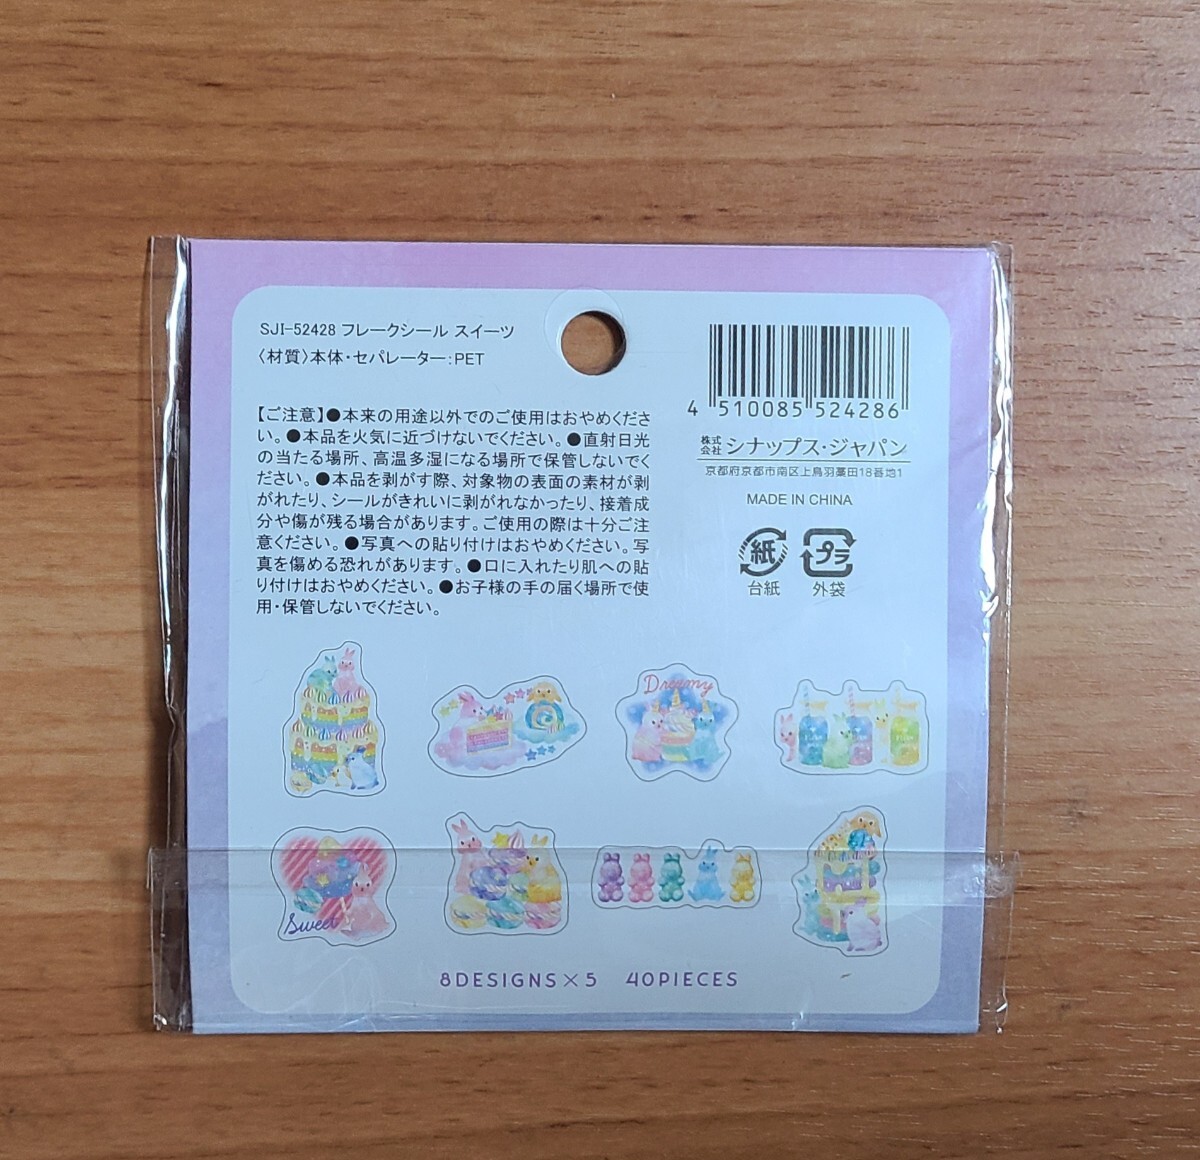 SJI-52428 フレークシール スイーツ
〈材質〉本体・セパレーター：PET
【ご注意】●本来の用途以外でのご使用はおやめくださ
い。●本品を火気に近づけないでください。●直射日光
の当たる場所、高温多湿になる場所で保管しないでく
ださい。●本品を剥がす際、対象物の表面の素材が剥
がれたり、シールがきれいに剥がれなかったり、接着成
分や傷が残る場合があります。ご使用の際は十分ご注
意ください。●写真への貼り付けはおやめください。写
真を傷める恐れがあります。●口に入れたり肌への貼
り付けはおやめください。●お子様の手の届く場所で使
用・保管しないでください。
4 510085 524286
株式会社 シナップス・ジャパン
京都府京都市南区上鳥羽藁田18番地1
MADE IN CHINA
紙 プラ
台紙 外袋
Dreamy
Sweet
8DESIGNS×5 40PIECES